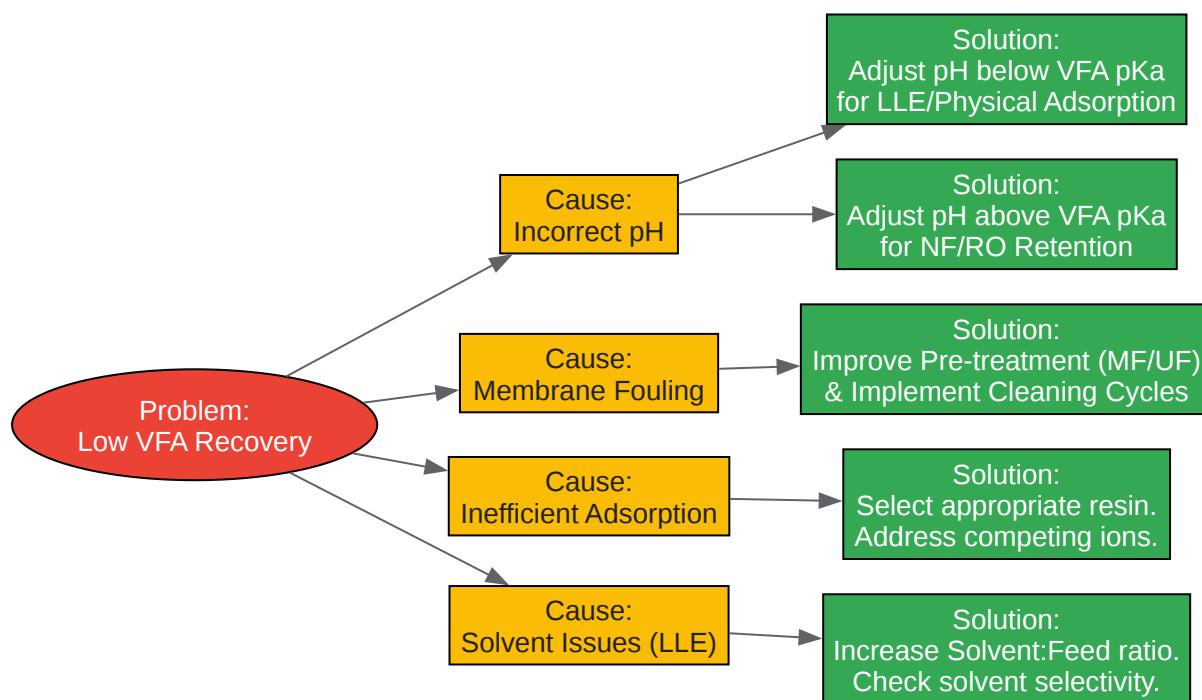 Problem:
Low VFA Recovery
Cause:
Incorrect pH
Solution:
Adjust pH below VFA pKa
for LLE/Physical Adsorption
Solution:
Adjust pH above VFA pKa
for NF/RO Retention
Cause:
Membrane Fouling
Solution:
Improve Pre-treatment (MF/UF)
& Implement Cleaning Cycles
Cause:
Inefficient Adsorption
Solution:
Select appropriate resin.
Address competing ions.
Cause:
Solvent Issues (LLE)
Solution:
Increase Solvent:Feed ratio.
Check solvent selectivity.